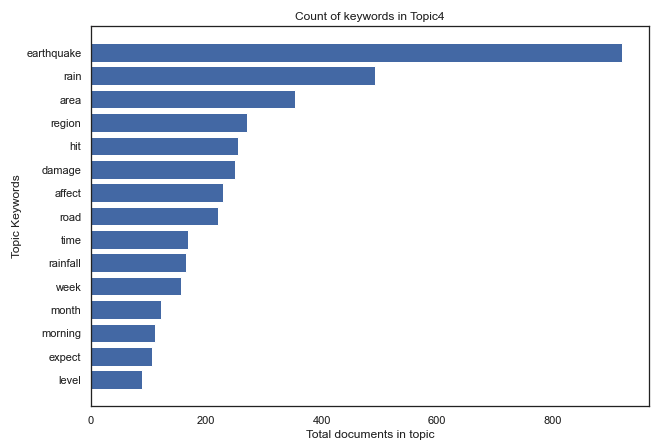 Count of keywords in Topic4
Topic Keywords
earthquake
rain
area
region
hit
damage
affect
road
time
rainfall
week
month
morning
expect
level
0 200 400 600 800
Total documents in topic